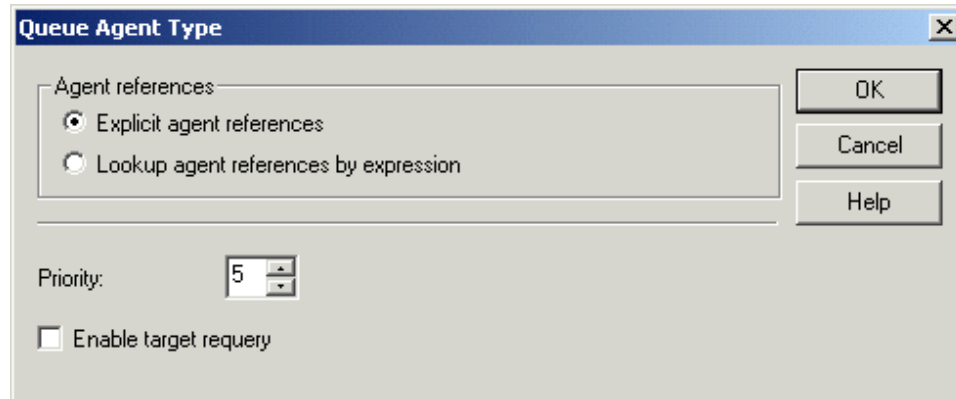 Queue Agent Type
Agent references
Explicit agent references
Lookup agent references by expression
OK
Cancel
Help
Priority:
5
Enable target requery